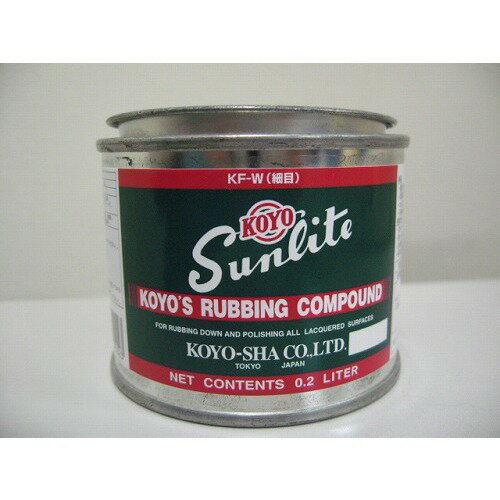 KF-W(細目)
KOYO
Sunlite
KOYO'S RUBBING COMPOUND
FOR RUBBING DOWN AND POLISHING ALL LACQUERED SURFACES
KOYO-SHA CO.,LTD.
TOKYO JAPAN
NET CONTENTS 0.2 LITER